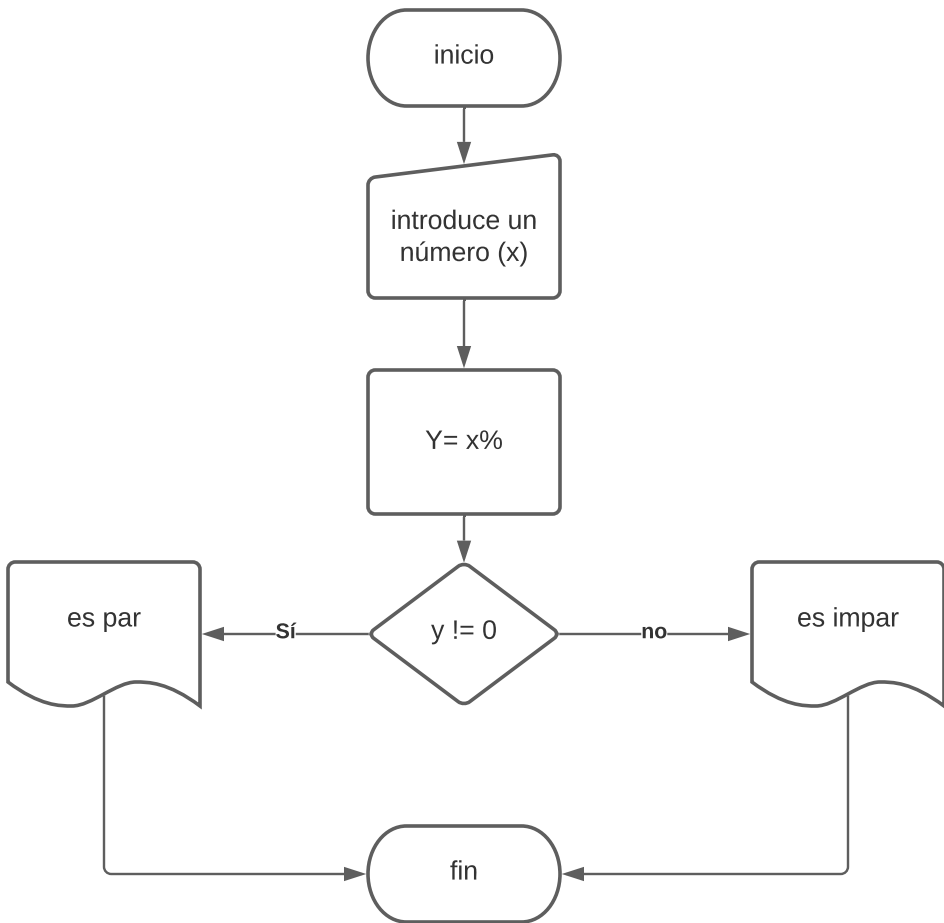 inicio
introduce un
número (x)
Y= x%
es par
Sí
y != 0
no
es impar
fin